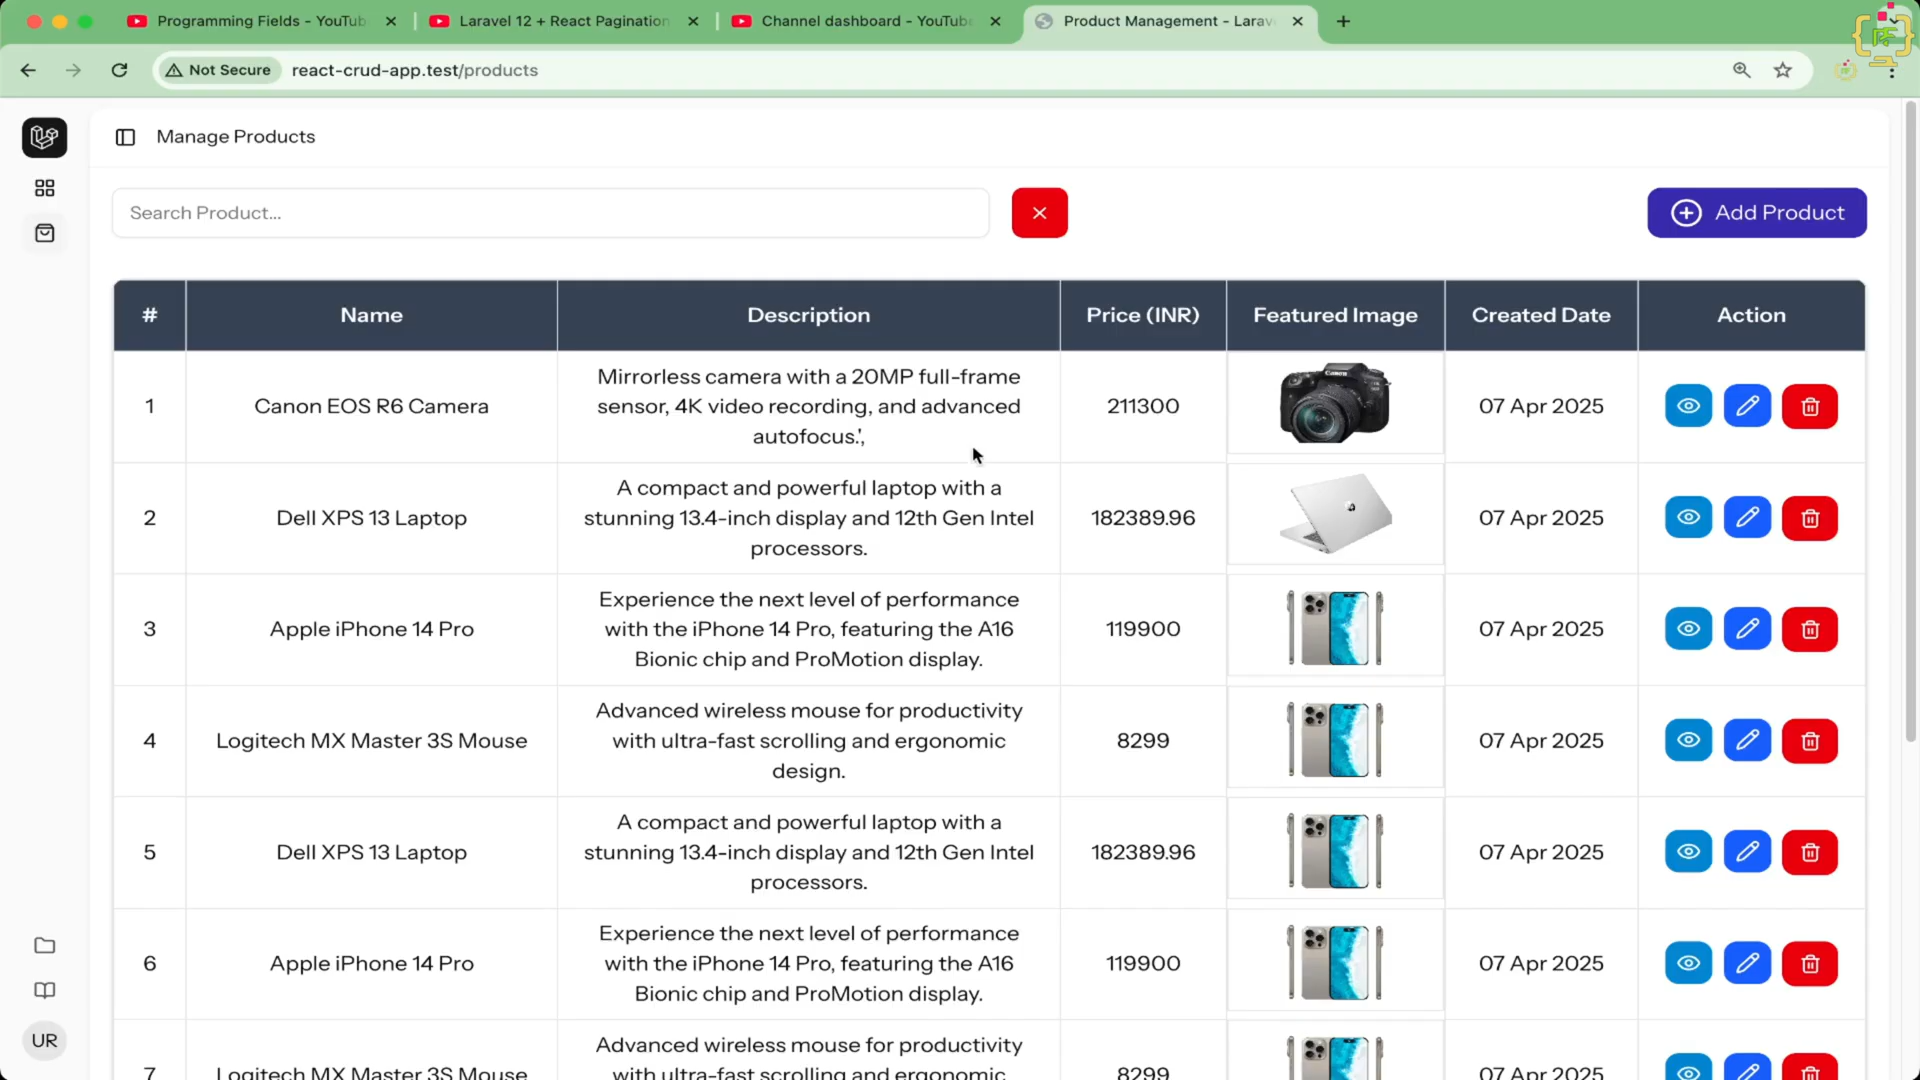 Programming Fields - YouTub
Laravel 12 + React Pagination
Channel dashboard - YouTube
Product Management - Larav
Not Secure
react-crud-app.test/products
Manage Products
Search Product...
Add Product
# Name Description Price (INR) Featured Image Created Date Action
1 Canon EOS R6 Camera
Mirrorless camera with a 20MP full-frame
sensor, 4K video recording, and advanced
autofocus.',
211300
Canon
07 Apr 2025
2 Dell XPS 13 Laptop
A compact and powerful laptop with a
stunning 13.4-inch display and 12th Gen Intel
processors.
182389.96
07 Apr 2025
3 Apple iPhone 14 Pro
Experience the next level of performance
with the iPhone 14 Pro, featuring the A16
Bionic chip and ProMotion display.
119900
07 Apr 2025
4 Logitech MX Master 3S Mouse
Advanced wireless mouse for productivity
with ultra-fast scrolling and ergonomic
design.
8299
07 Apr 2025
5 Dell XPS 13 Laptop
A compact and powerful laptop with a
stunning 13.4-inch display and 12th Gen Intel
processors.
182389.96
07 Apr 2025
6 Apple iPhone 14 Pro
Experience the next level of performance
with the iPhone 14 Pro, featuring the A16
Bionic chip and ProMotion display.
119900
07 Apr 2025
7 Logitech MX Master 3S Mouse
Advanced wireless mouse for productivity
with ultra-fast scrolling and ergonomic
8299
07 Apr 2025
UR